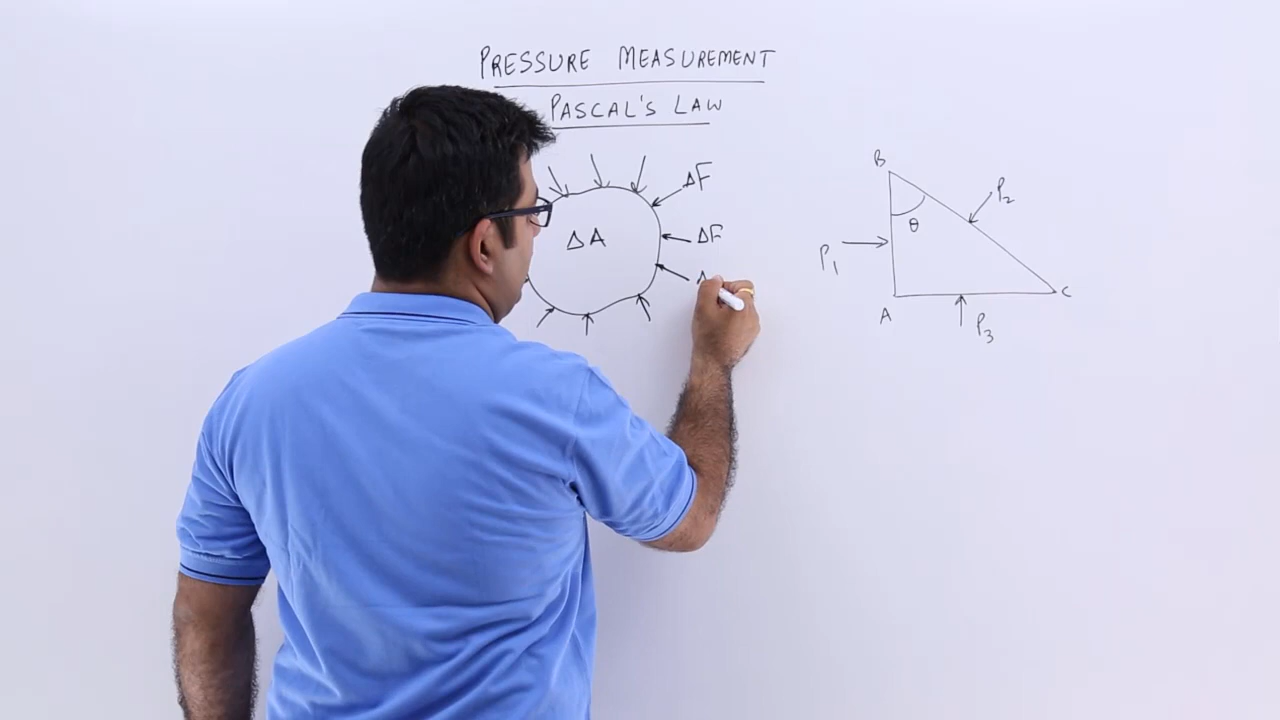 PRESSURE MEASUREMENT
PASCAL'S LAW
ΔF
ΔF
Δ
ΔA
B
θ
P₂
P₁
A
C
P₃